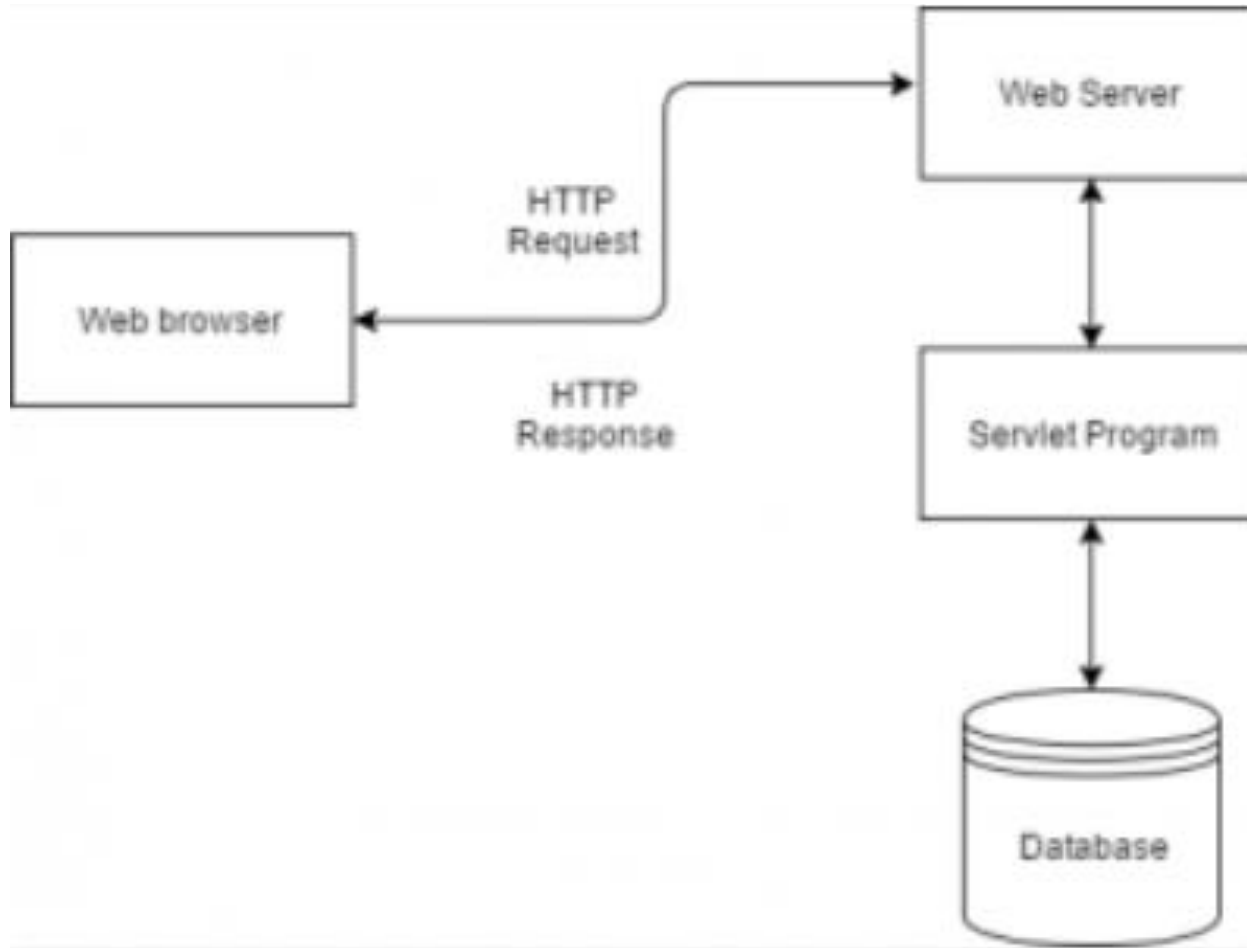 Web Server
HTTP
Request
Web browser
HTTP
Response
Servlet Program
Database